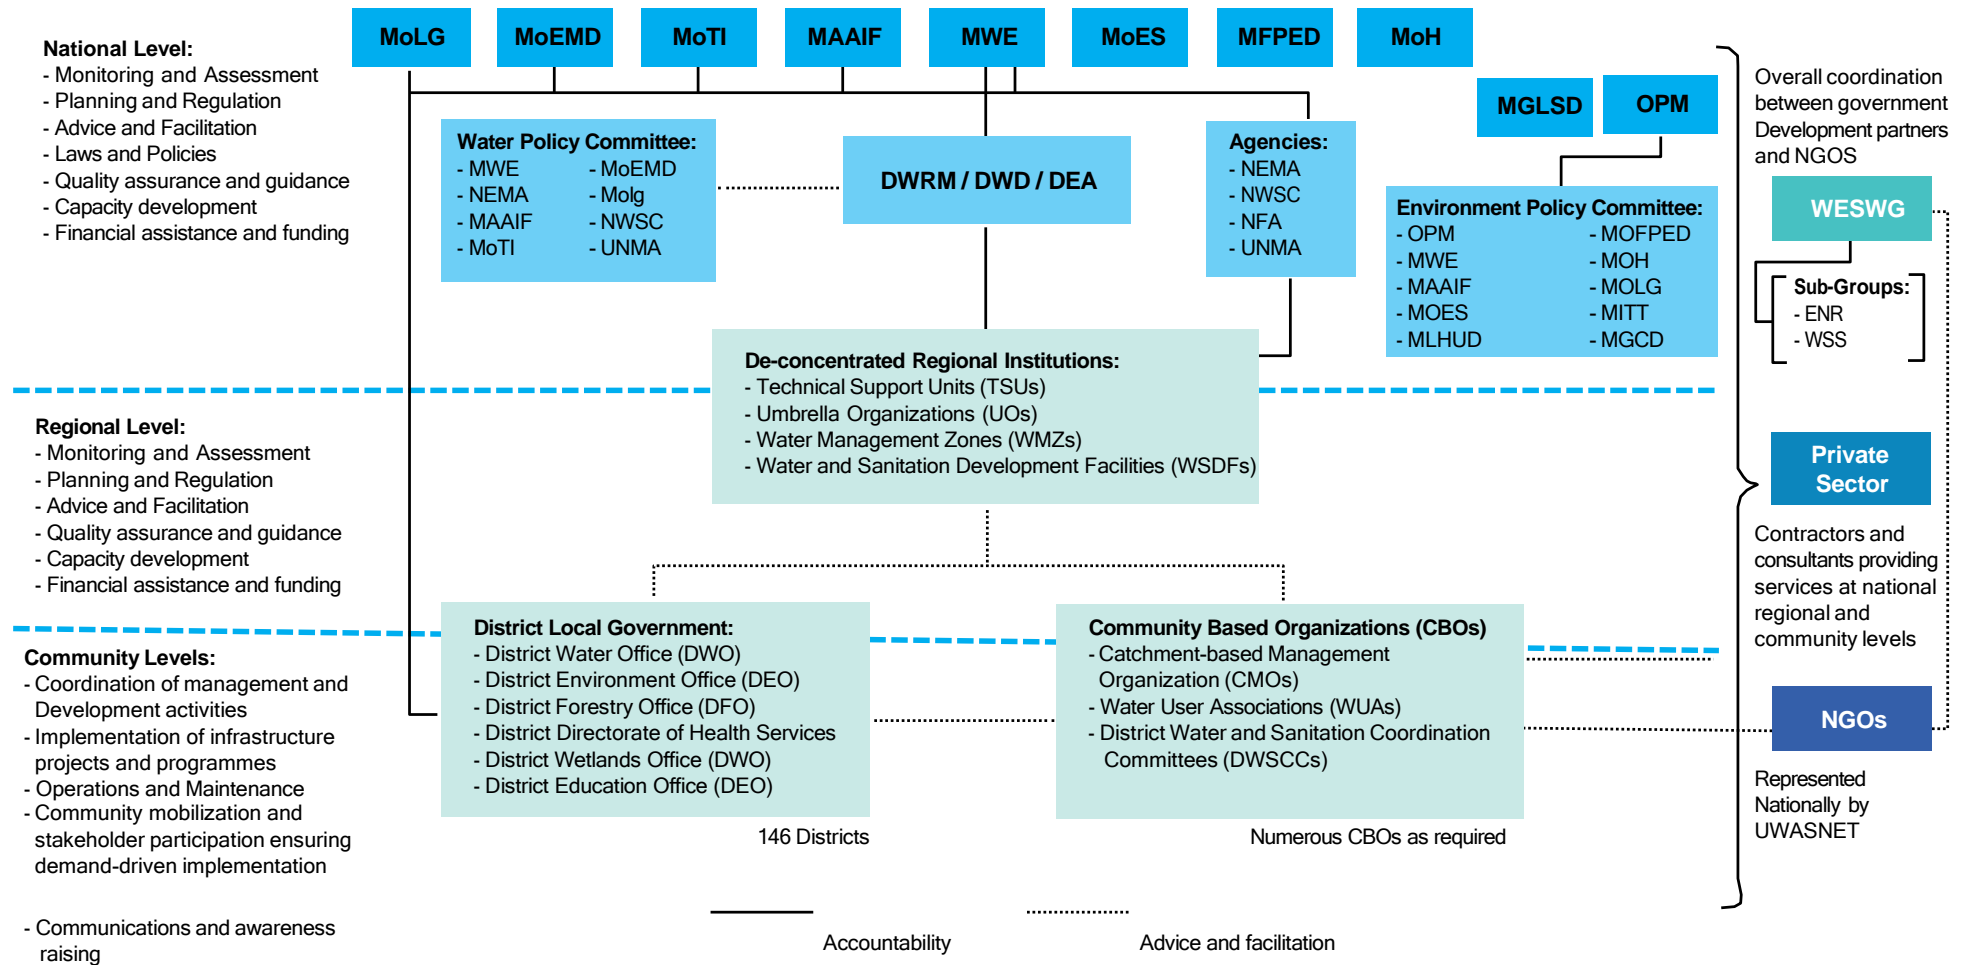 MoLG
MoEMD
MoTI
MAAIF
MWE
MoES
MFPED
MoH
MGLSD
OPM
National Level:
- Monitoring and Assessment
- Planning and Regulation
- Advice and Facilitation
- Laws and Policies
- Quality assurance and guidance
- Capacity development
- Financial assistance and funding
Water Policy Committee:
- MWE
- NEMA
- MAAIF
- MoTI
- MoEMD
- Molg
- NWSC
- UNMA
DWRM / DWD / DEA
Agencies:
- NEMA
- NWSC
- NFA
- UNMA
Environment Policy Committee:
- OPM
- MWE
- MAAIF
- MOES
- MLHUD
- MOFPED
- MOH
- MOLG
- MITT
- MGCD
Overall coordination
between government
Development partners
and NGOS
WESWG
Sub-Groups:
- ENR
- WSS
De-concentrated Regional Institutions:
- Technical Support Units (TSUs)
- Umbrella Organizations (UOs)
- Water Management Zones (WMZs)
- Water and Sanitation Development Facilities (WSDFs)
Regional Level:
- Monitoring and Assessment
- Planning and Regulation
- Advice and Facilitation
- Quality assurance and guidance
- Capacity development
- Financial assistance and funding
Private
Sector
Contractors and
consultants providing
services at national
regional and
community levels
Community Levels:
- Coordination of management and
Development activities
- Implementation of infrastructure
projects and programmes
- Operations and Maintenance
- Community mobilization and
stakeholder participation ensuring
demand-driven implementation
- Communications and awareness
raising
District Local Government:
- District Water Office (DWO)
- District Environment Office (DEO)
- District Forestry Office (DFO)
- District Directorate of Health Services
- District Wetlands Office (DWO)
- District Education Office (DEO)
146 Districts
Community Based Organizations (CBOs)
- Catchment-based Management
Organization (CMOs)
- Water User Associations (WUAs)
- District Water and Sanitation Coordination
Committees (DWSCCs)
Numerous CBOs as required
NGOs
Represented
Nationally by
UWASNET
Accountability
Advice and facilitation